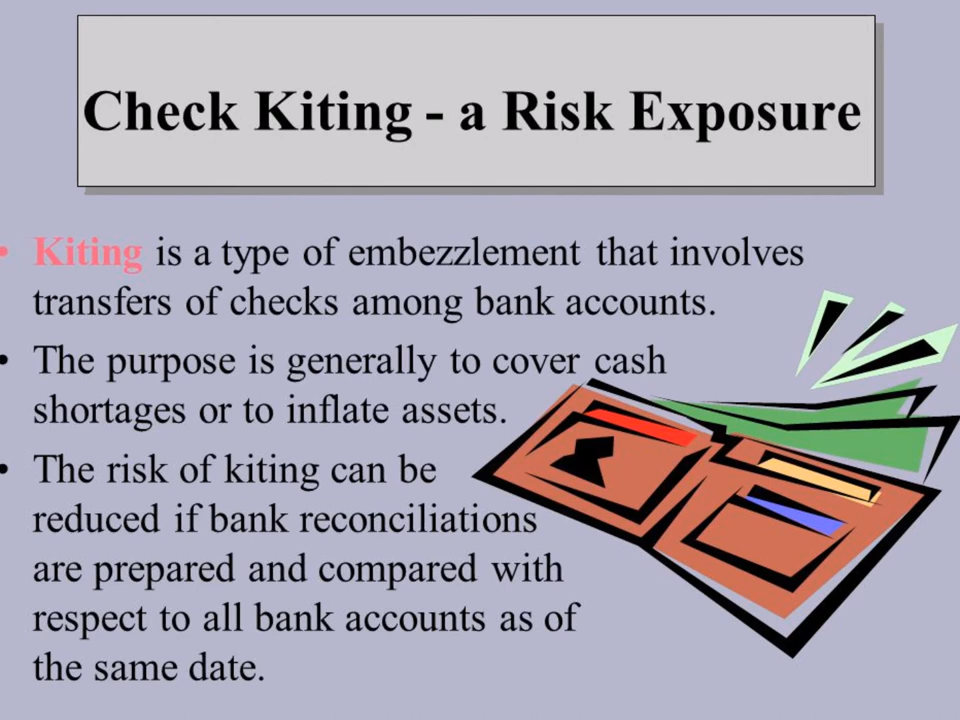 Check Kiting - a Risk Exposure
• Kiting is a type of embezzlement that involves
transfers of checks among bank accounts.
• The purpose is generally to cover cash
shortages or to inflate assets.
• The risk of kiting can be
reduced if bank reconciliations
are prepared and compared with
respect to all bank accounts as of
the same date.